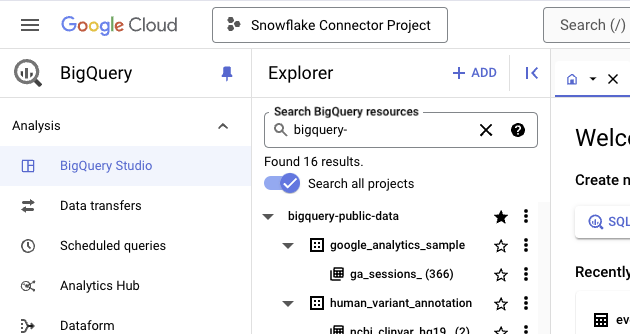 Google Cloud
Snowflake Connector Project
Search (/)
BigQuery
Analysis
BigQuery Studio
Data transfers
Scheduled queries
Analytics Hub
Dataform
Explorer
+ ADD
Search BigQuery resources
bigquery-
Found 16 results.
Search all projects
bigquery-public-data
google_analytics_sample
ga_sessions_ (366)
human_variant_annotation
ncbi_clinvar_hg19_ (2)
Welc
Create n
SQL
Recently
ev